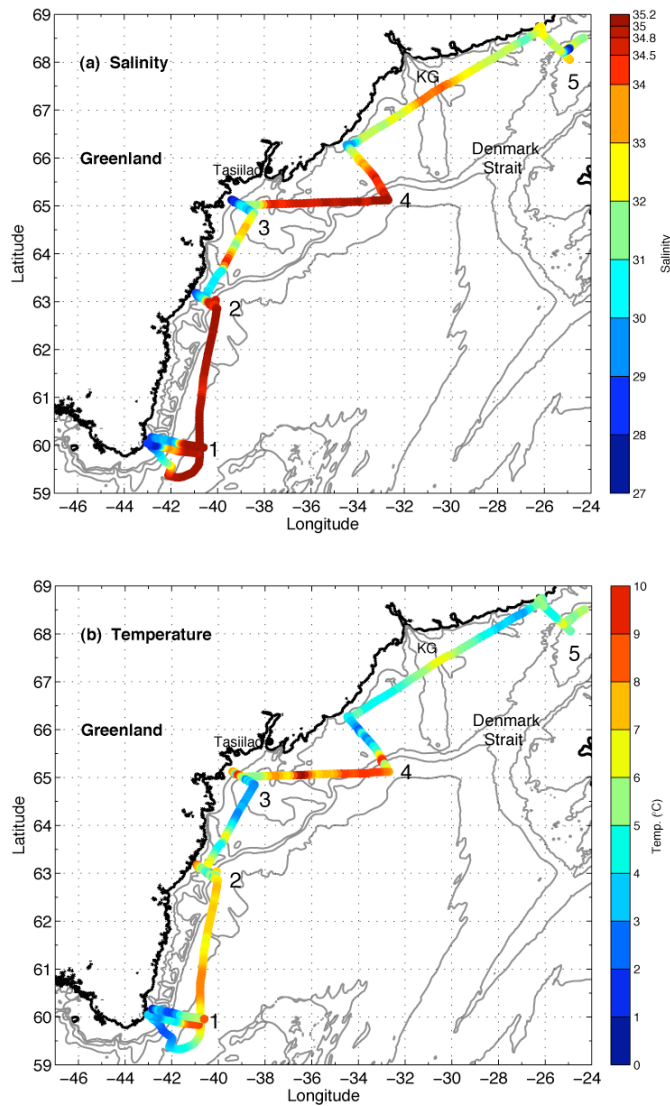 (a) Salinity
KG
5
Greenland
Denmark
Strait
Tasiilaq
4
3
2
1
69
68
67
66
65
64
63
62
61
60
59
Latitude
−46 −44 −42 −40 −38 −36 −34 −32 −30 −28 −26 −24
Longitude
35.2
35
34.8
34.5
34
33
32
31
30
29
28
27
Salinity
(b) Temperature
KG
5
Greenland
Denmark
Strait
Tasiilaq
4
3
2
1
69
68
67
66
65
64
63
62
61
60
59
Latitude
−46 −44 −42 −40 −38 −36 −34 −32 −30 −28 −26 −24
Longitude
10
9
8
7
6
5
4
3
2
1
0
Temp. (°C)